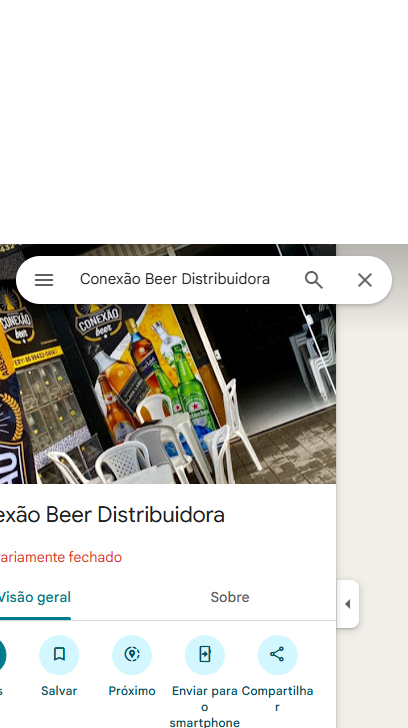 Conexão Beer Distribuidora
CONEXÃO
beer
CONEXÃO
beer
exão Beer Distribuidora
ariamente fechado
Visão geral
Sobre
s
Salvar
Próximo
Enviar para o smartphone
Compartilhar